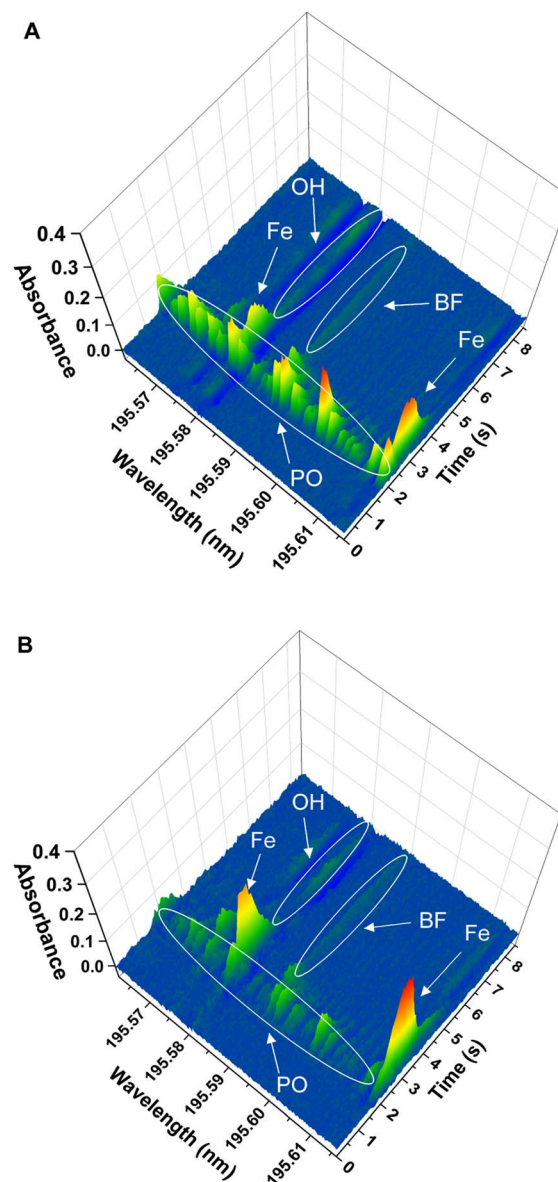 A
OH
Fe
BF
Fe
PO
0.4
0.3
0.2
0.1
0.0
Absorbance
195.57
195.58
195.59
195.60
195.61
Wavelength (nm)
0
1
2
3
4
5
6
7
8
Time (s)
B
OH
Fe
BF
Fe
PO
0.4
0.3
0.2
0.1
0.0
Absorbance
195.57
195.58
195.59
195.60
195.61
Wavelength (nm)
0
1
2
3
4
5
6
7
8
Time (s)